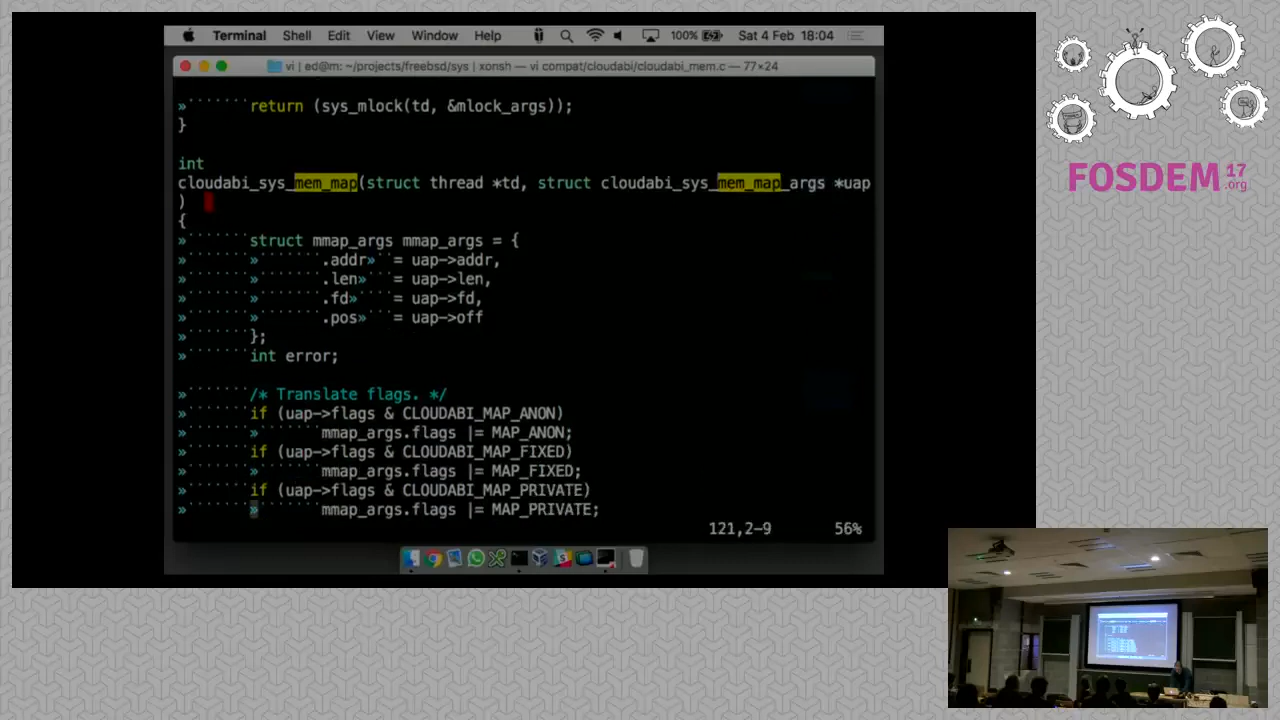 Terminal Shell Edit View Window Help 100% Sat 4 Feb 18:04
vi | ed@m: ~/projects/freebsd/sys | xonsh — vi compat/cloudabi/cloudabi_mem.c — 77×24
»·······return (sys_mlock(td, &mlock_args));
}
int
cloudabi_sys_mem_map(struct thread *td, struct cloudabi_sys_mem_map_args *uap
)
{
»·······struct mmap_args mmap_args = {
»·······»·······.addr»··= uap->addr,
»·······»·······.len»···= uap->len,
»·······»·······.fd»····= uap->fd,
»·······»·······.pos»···= uap->off
»·······};
»·······int error;
»·······/* Translate flags. */
»·······if (uap->flags & CLOUDABI_MAP_ANON)
»·······»·······mmap_args.flags |= MAP_ANON;
»·······if (uap->flags & CLOUDABI_MAP_FIXED)
»·······»·······mmap_args.flags |= MAP_FIXED;
»·······if (uap->flags & CLOUDABI_MAP_PRIVATE)
»·······»·······mmap_args.flags |= MAP_PRIVATE;
121,2-9 56%
FOSDEM 17
.org